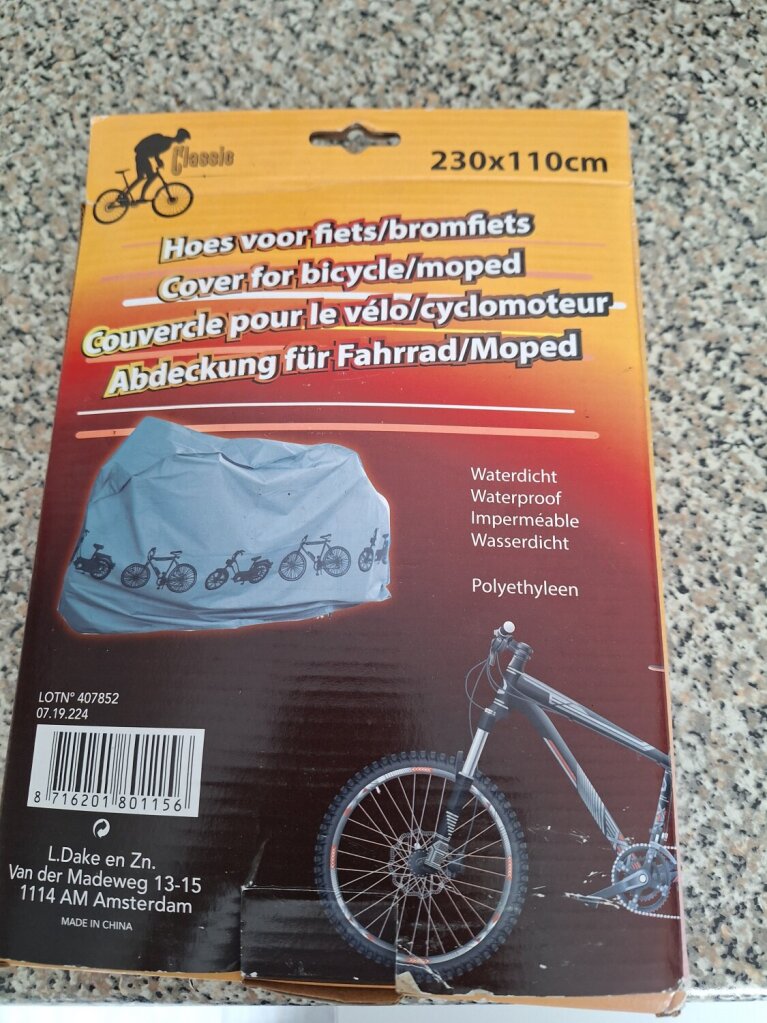 Classic
230x110cm
Hoes voor fiets/bromfiets
Cover for bicycle/moped
Couvercle pour le vélo/cyclomoteur
Abdeckung für Fahrrad/Moped
Waterdicht
Waterproof
Imperméable
Wasserdicht
Polyethyleen
LOTN° 407852
07.19.224
8 716201 801156
L.Dake en Zn.
Van der Madeweg 13-15
1114 AM Amsterdam
MADE IN CHINA